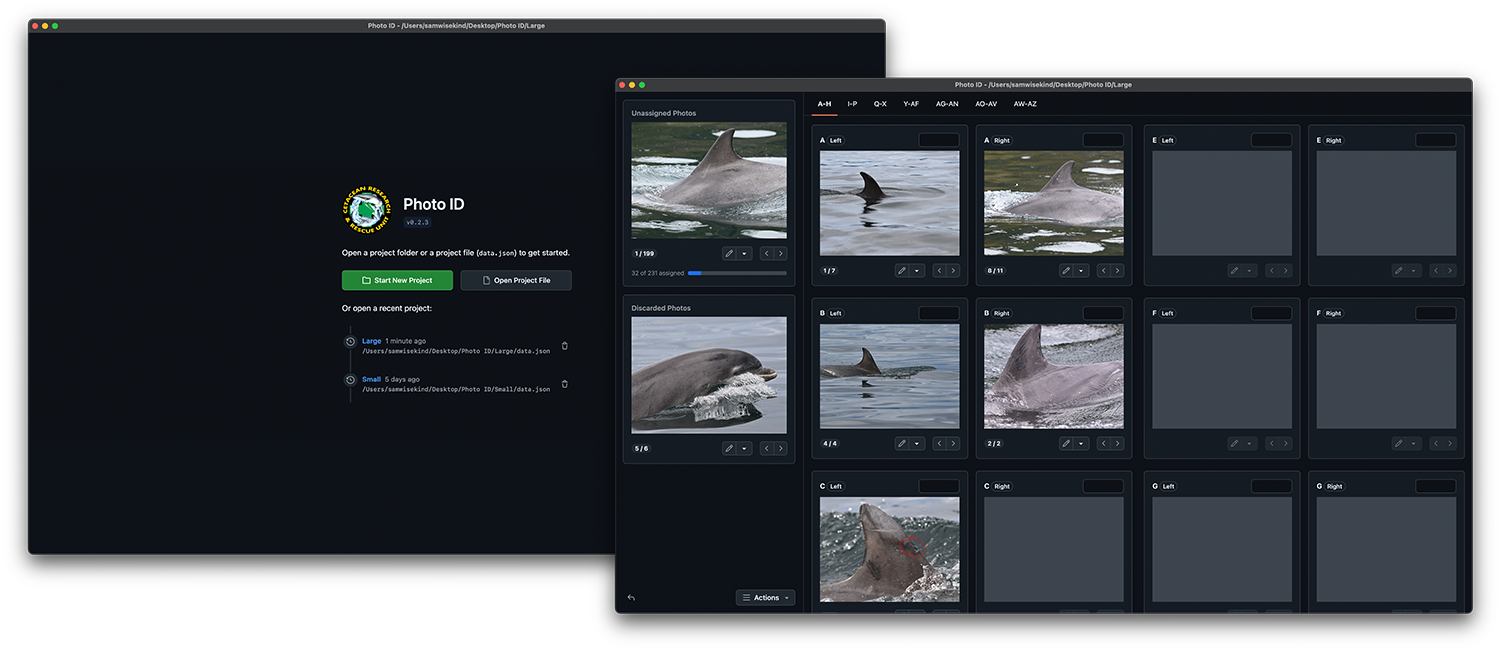 Photo ID - /Users/samwisekind/Desktop/Photo ID/Large
CETACEAN RESEARCH
& RESCUE UNIT
Photo ID
v0.2.3
Open a project folder or a project file (data.json) to get started.
Start New Project
Open Project File
Or open a recent project:
Large 1 minute ago
/Users/samwisekind/Desktop/Photo ID/Large/data.json
Small 5 days ago
/Users/samwisekind/Desktop/Photo ID/Small/data.json
Photo ID - /Users/samwisekind/Desktop/Photo ID/Large
Unassigned Photos
1 / 199
32 of 231 assigned
Discarded Photos
5 / 6
Actions
A-H I-P Q-X Y-AF AG-AN AO-AV AW-AZ
A Left
A Right
E Left
E Right
1 / 7
8 / 11
B Left
B Right
F Left
F Right
4 / 4
2 / 2
C Left
C Right
G Left
G Right